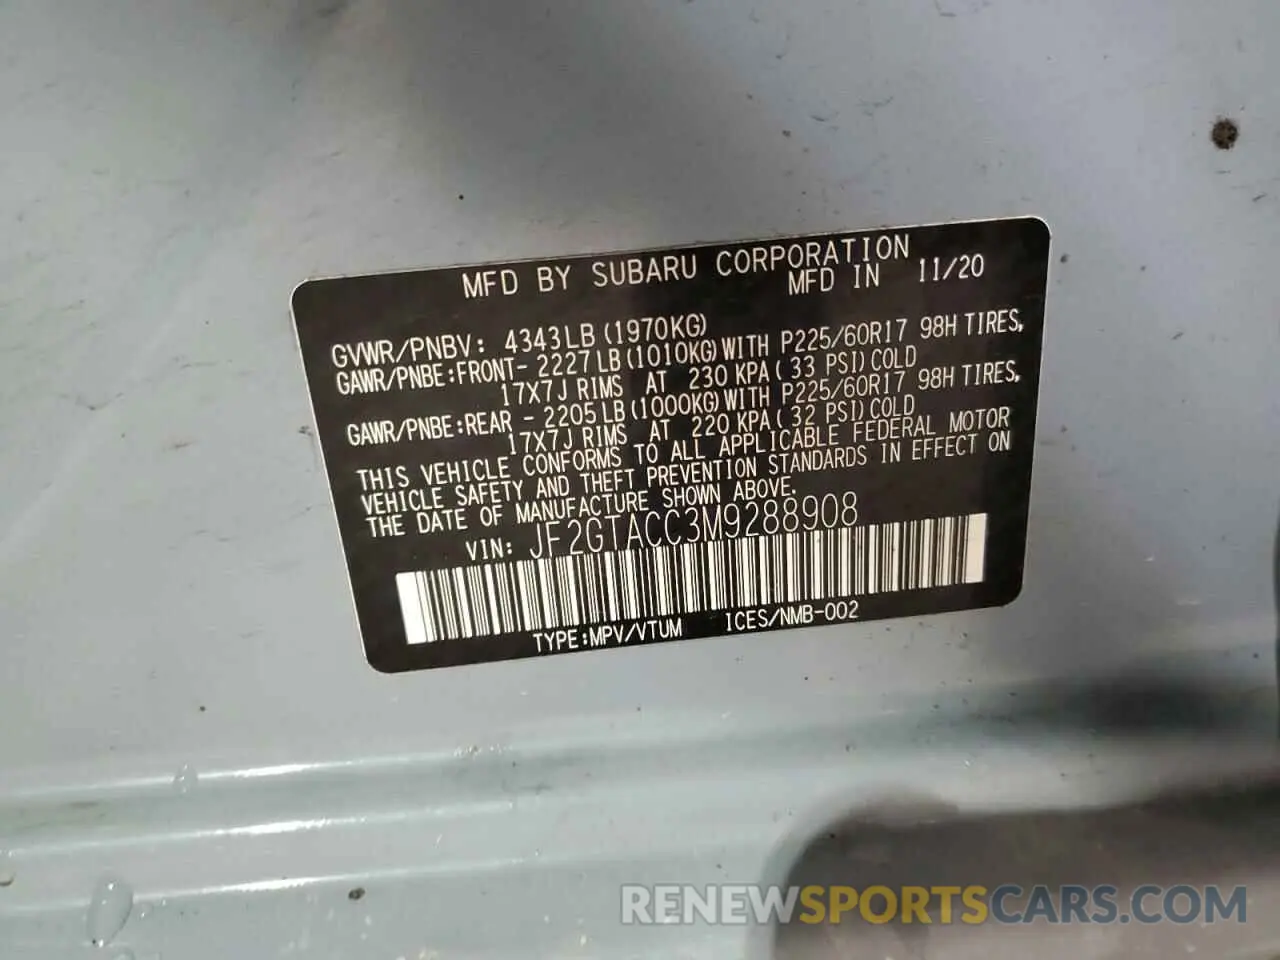 MFD BY SUBARU CORPORATION
MFD IN 11/20
GVWR/PNBV: 4343LB(1970KG)
GAWR/PNBE:FRONT- 2227LB(1010KG)WITH P225/60R17 98H TIRES,
17X7J RIMS AT 230 KPA(33 PSI)COLD
GAWR/PNBE:REAR - 2205LB(1000KG)WITH P225/60R17 98H TIRES,
17X7J RIMS AT 220 KPA(32 PSI)COLD
THIS VEHICLE CONFORMS TO ALL APPLICABLE FEDERAL MOTOR
VEHICLE SAFETY AND THEFT PREVENTION STANDARDS IN EFFECT ON
THE DATE OF MANUFACTURE SHOWN ABOVE.
VIN: JF2GTACC3M9288908
TYPE:MPV/VTUM ICES/NMB-002
RENEWSPORTSCARS.COM